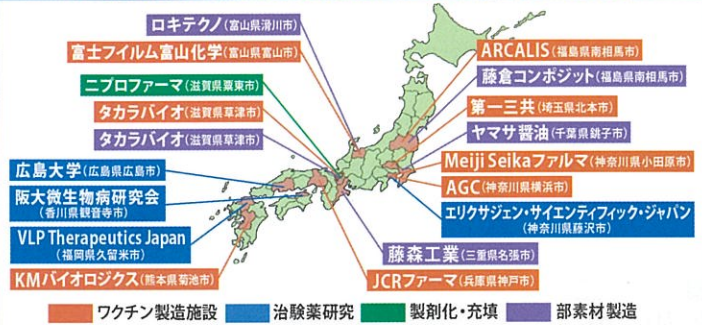 ロキテクノ(富山県滑川市)
富士フイルム富山化学(富山県富山市)
ニプロファーマ(滋賀県栗東市)
タカラバイオ(滋賀県草津市)
タカラバイオ(滋賀県草津市)
広島大学(広島県広島市)
阪大微生物病研究会
(香川県観音寺市)
VLP Therapeutics Japan
(福岡県久留米市)
KMバイオロジクス(熊本県菊池市)
ARCALIS(福島県南相馬市)
藤倉コンポジット(福島県南相馬市)
第一三共(埼玉県北本市)
ヤマサ醤油(千葉県銚子市)
Meiji Seikaファルマ(神奈川県小田原市)
AGC(神奈川県横浜市)
エリクサジェン・サイエンティフィック・ジャパン
(神奈川県藤沢市)
藤森工業(三重県名張市)
JCRファーマ(兵庫県神戸市)
ワクチン製造施設 治験薬研究 製剤化・充填 部素材製造